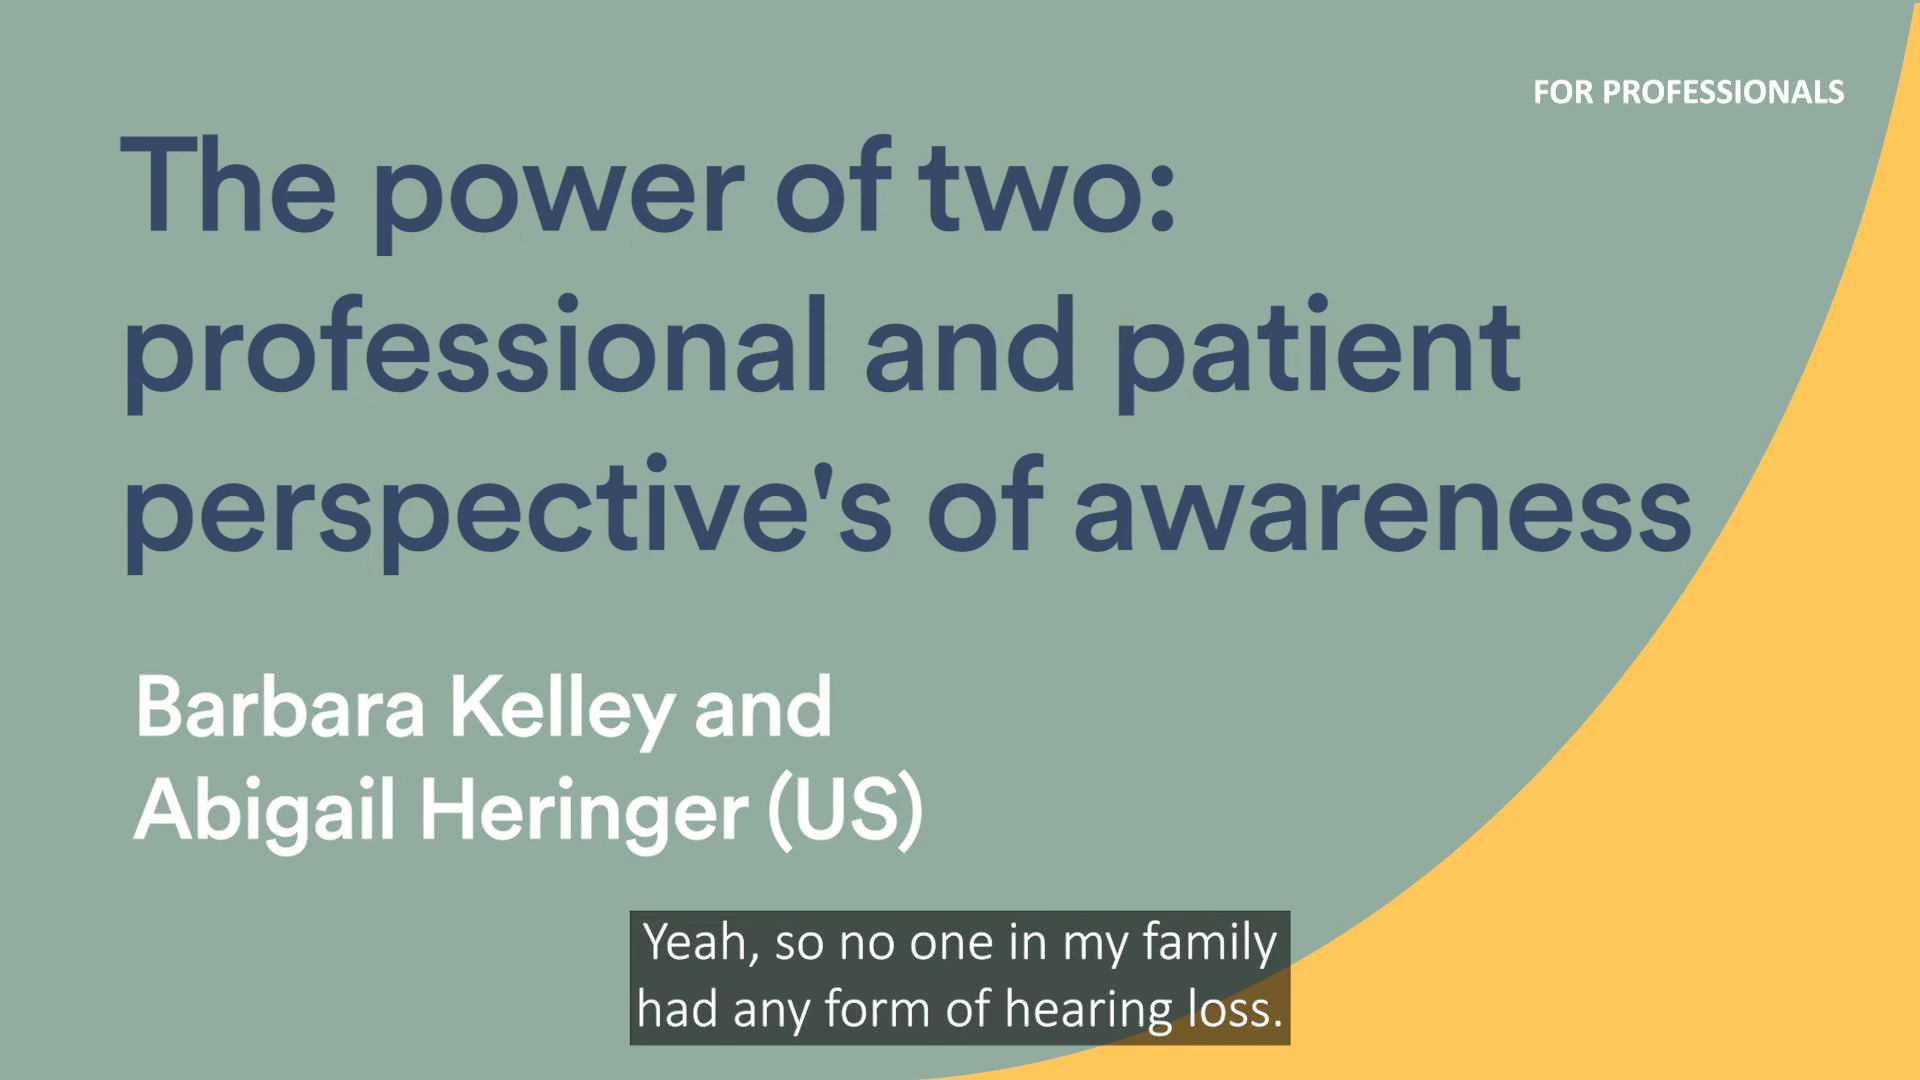 FOR PROFESSIONALS
The power of two:
professional and patient
perspective's of awareness
Barbara Kelley and
Abigail Heringer (US)
Yeah, so no one in my family
had any form of hearing loss.